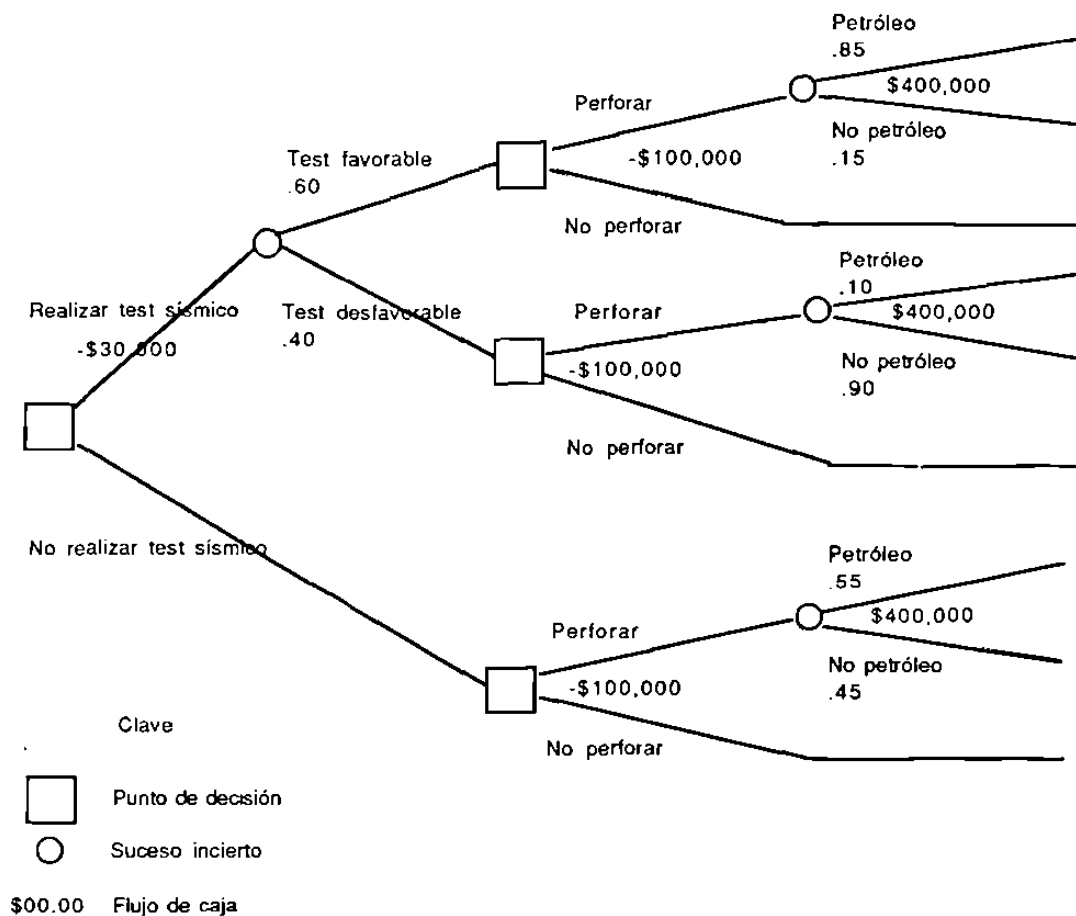 Petróleo
.85
$400,000
Perforar
No petróleo
-$100,000
.15
Test favorable
.60
No perforar
Petróleo
.10
Realizar test sísmico
Test desfavorable
Perforar
$400,000
-$30,000
.40
-$100,000
No petróleo
.90
No perforar
No realizar test sísmico
Petróleo
.55
$400,000
Perforar
No petróleo
-$100,000
.45
No perforar
Clave
Punto de decisión
Suceso incierto
$00.00 Flujo de caja